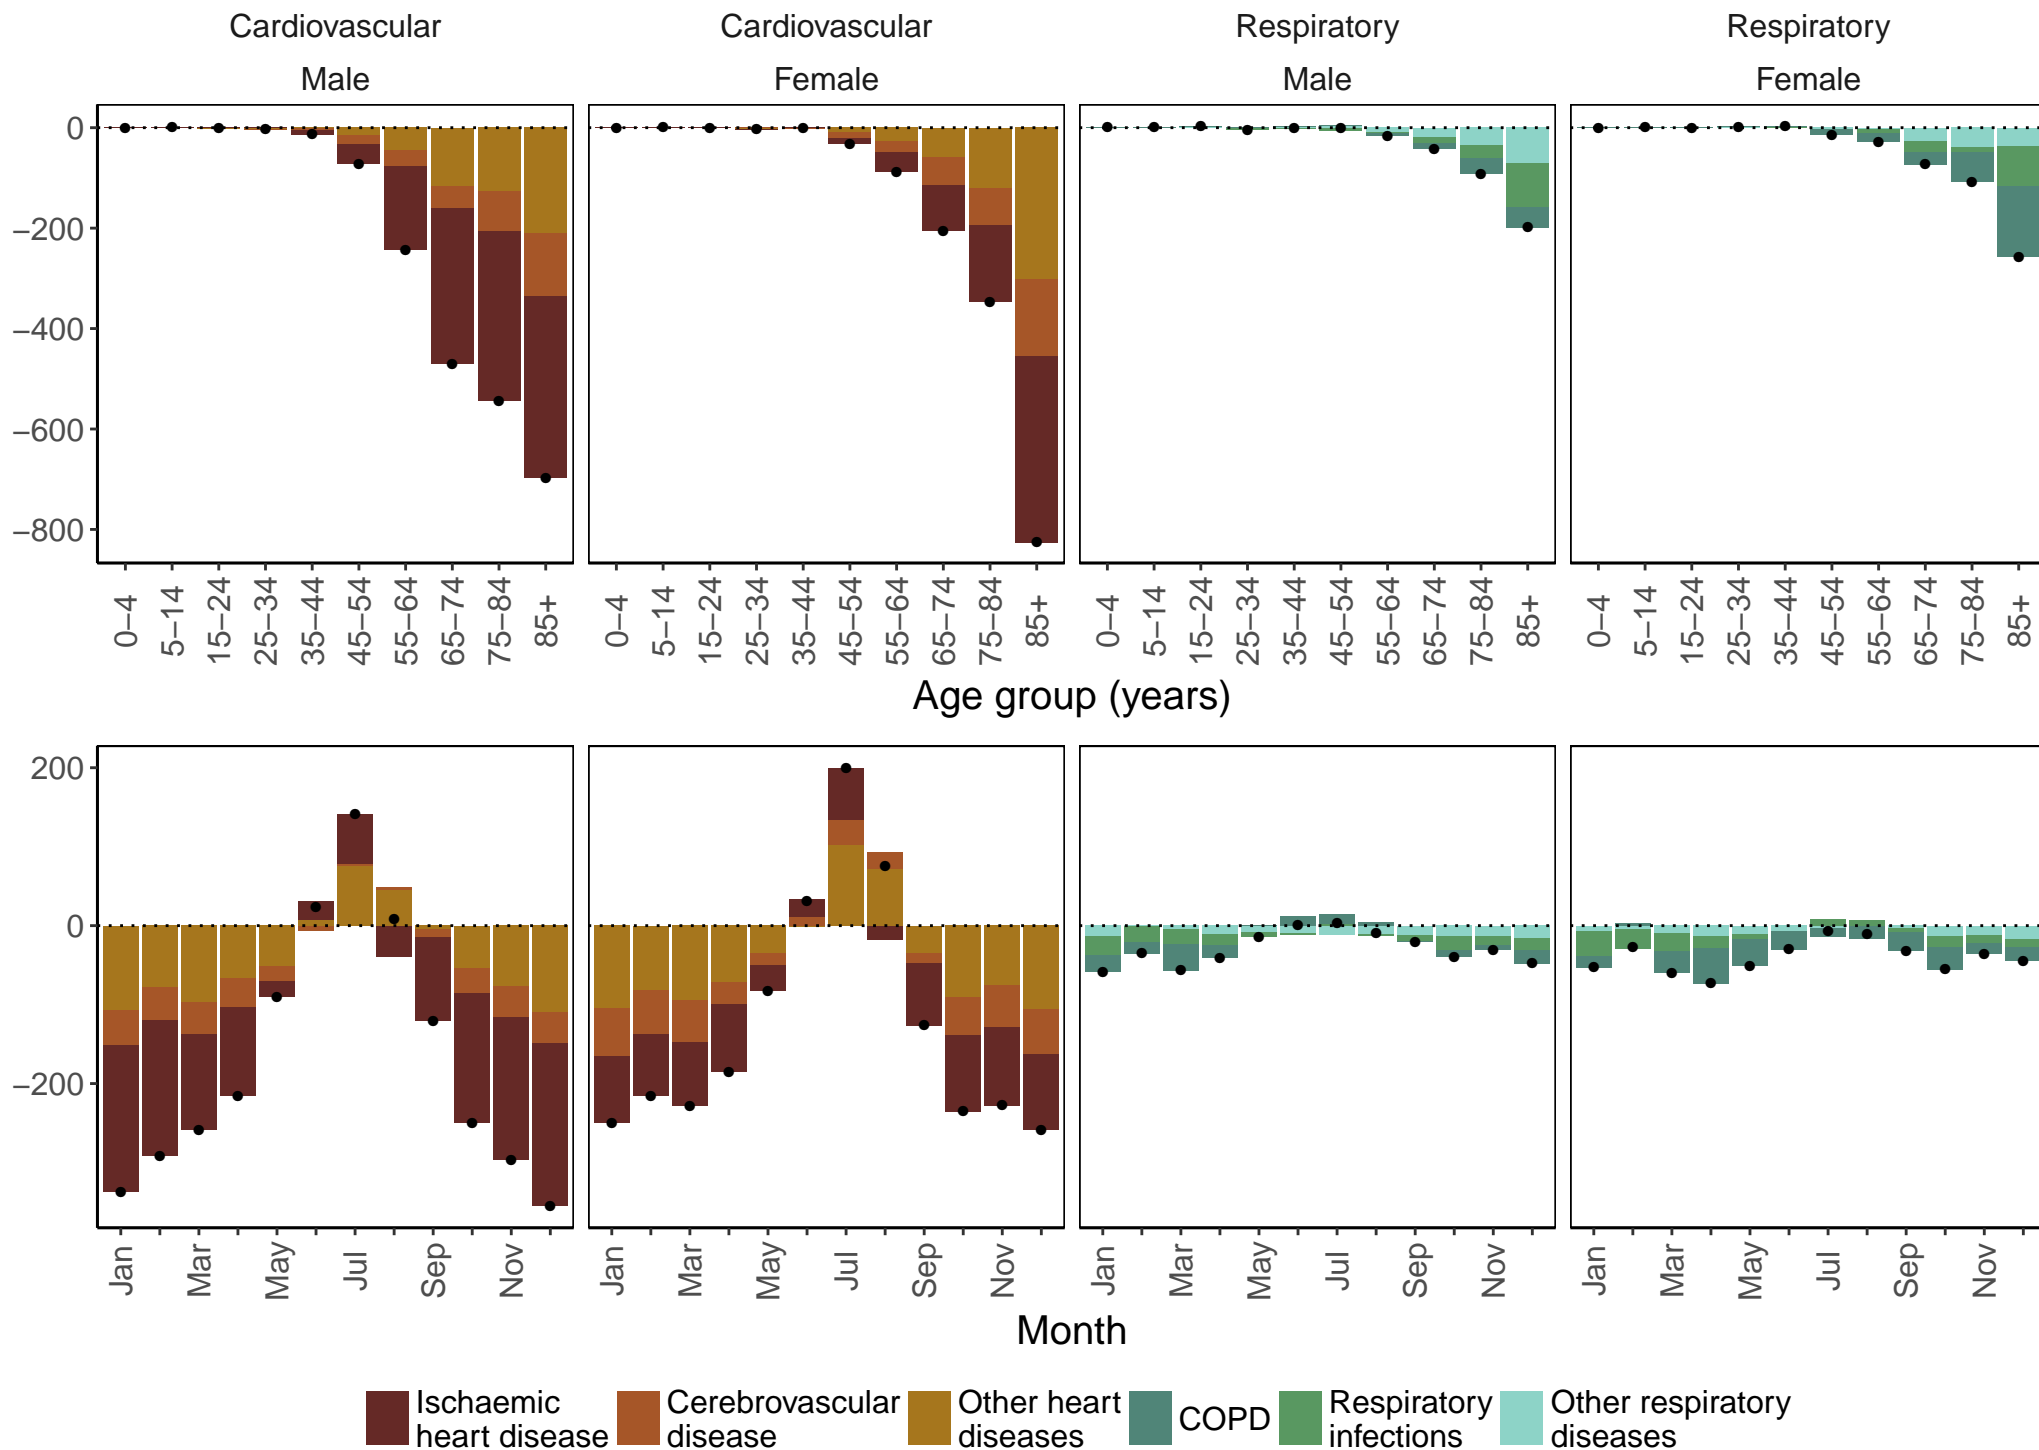 Cardiovascular Cardiovascular Respiratory Respiratory
Male Female Male Female
0
−200
−400
−600
−800
0−4 5−14 15−24 25−34 35−44 45−54 55−64 65−74 75−84 85+ 0−4 5−14 15−24 25−34 35−44 45−54 55−64 65−74 75−84 85+ 0−4 5−14 15−24 25−34 35−44 45−54 55−64 65−74 75−84 85+ 0−4 5−14 15−24 25−34 35−44 45−54 55−64 65−74 75−84 85+
Age group (years)
200
0
−200
Jan Mar May Jul Sep Nov Jan Mar May Jul Sep Nov Jan Mar May Jul Sep Nov Jan Mar May Jul Sep Nov
Month
Ischaemic
heart disease
Cerebrovascular
disease
Other heart
diseases
COPD
Respiratory
infections
Other respiratory
diseases